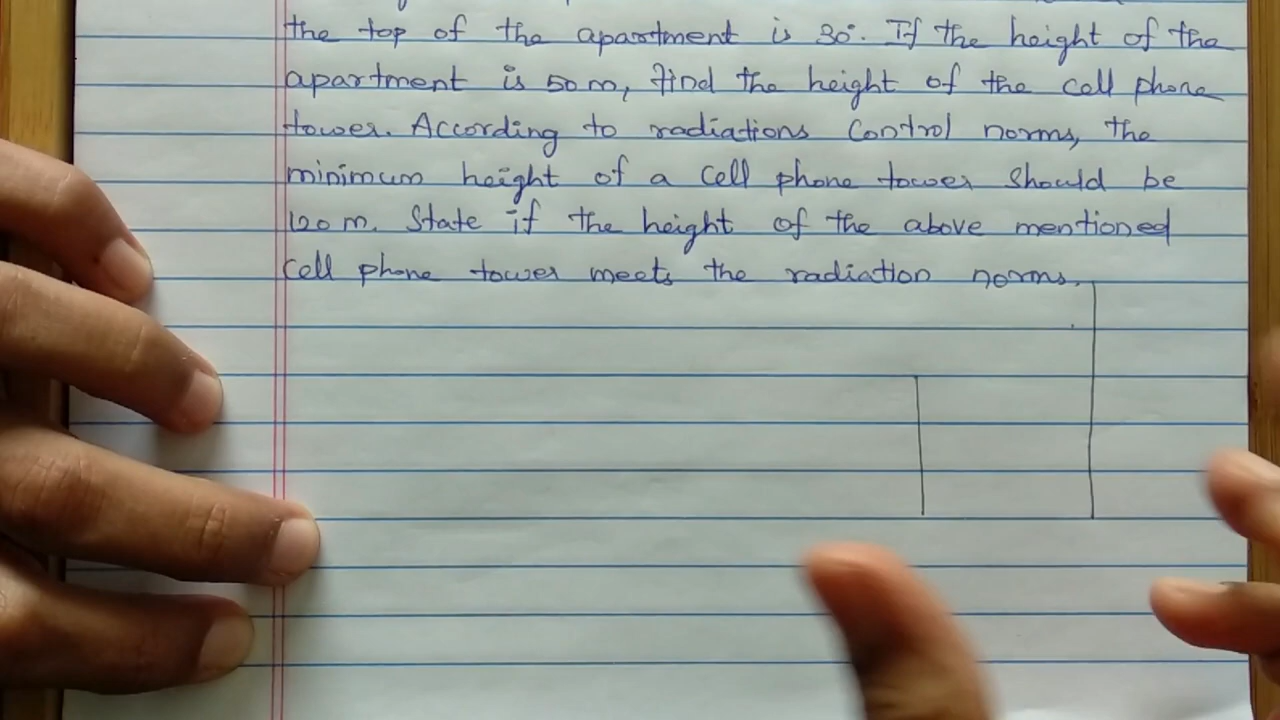 the top of the apartment is 30°. If the height of the
apartment is 50 m, find the height of the cell phone
tower. According to radiations control norms, the
minimum height of a cell phone tower should be
120 m. State if the height of the above mentioned
cell phone tower meets the radiation norms.